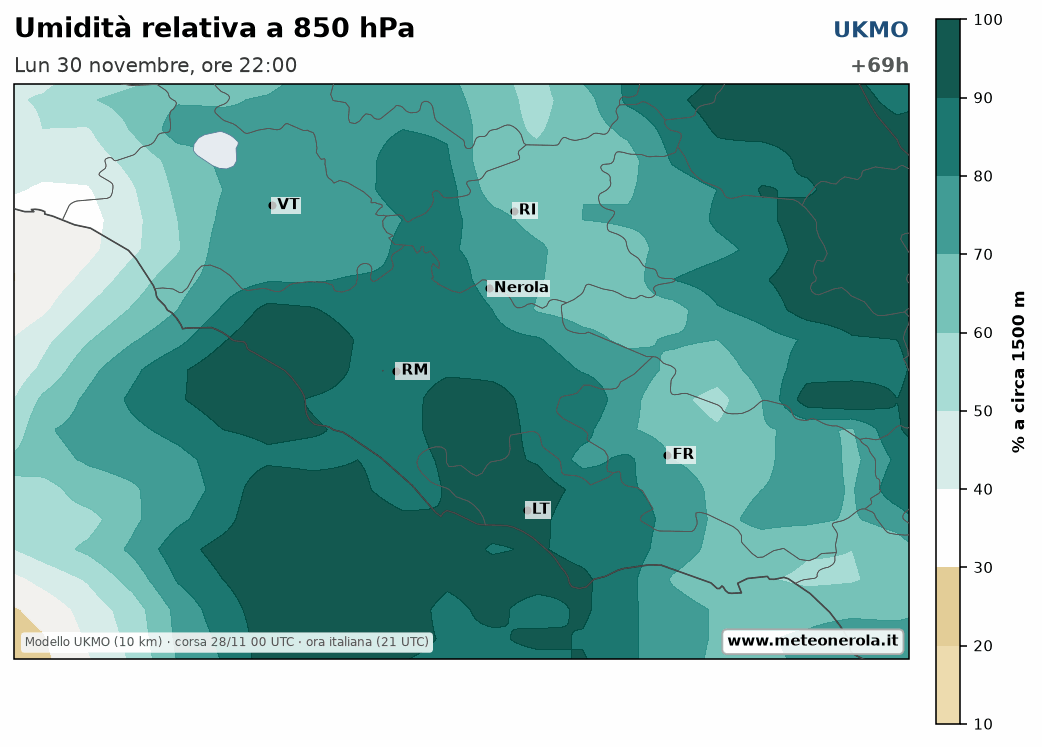 Umidità relativa a 850 hPa
UKMO
Lun 30 novembre, ore 22:00
+69h
VT
RI
Nerola
RM
FR
LT
Modello UKMO (10 km) · corsa 28/11 00 UTC · ora italiana (21 UTC)
www.meteonerola.it
100
90
80
70
60
50
40
30
20
10
% a circa 1500 m